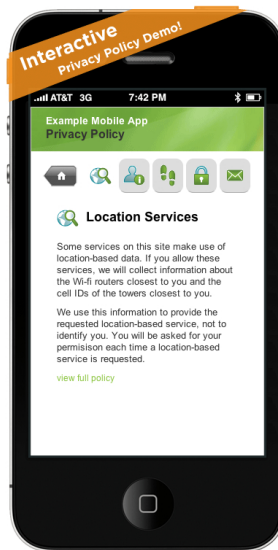 Interactive
Privacy Policy Demo!
AT&T 3G 7:42 PM
Example Mobile App
Privacy Policy
Location Services
Some services on this site make use of
location-based data. If you allow these
services, we will collect information about
the Wi-fi routers closest to you and the
cell IDs of the towers closest to you.
We use this information to provide the
requested location-based service, not to
identify you. You will be asked for your
permisison each time a location-based
service is requested.
view full policy